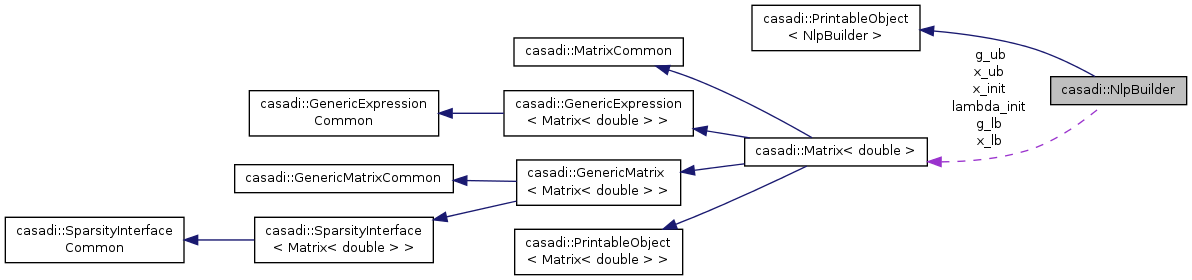 casadi::PrintableObject
< NlpBuilder >
casadi::MatrixCommon
g_ub
x_ub
x_init
lambda_init
g_lb
x_lb
casadi::NlpBuilder
casadi::GenericExpression
Common
casadi::GenericExpression
< Matrix< double > >
casadi::Matrix< double >
casadi::GenericMatrixCommon
casadi::GenericMatrix
< Matrix< double > >
casadi::SparsityInterface
Common
casadi::SparsityInterface
< Matrix< double > >
casadi::PrintableObject
< Matrix< double > >